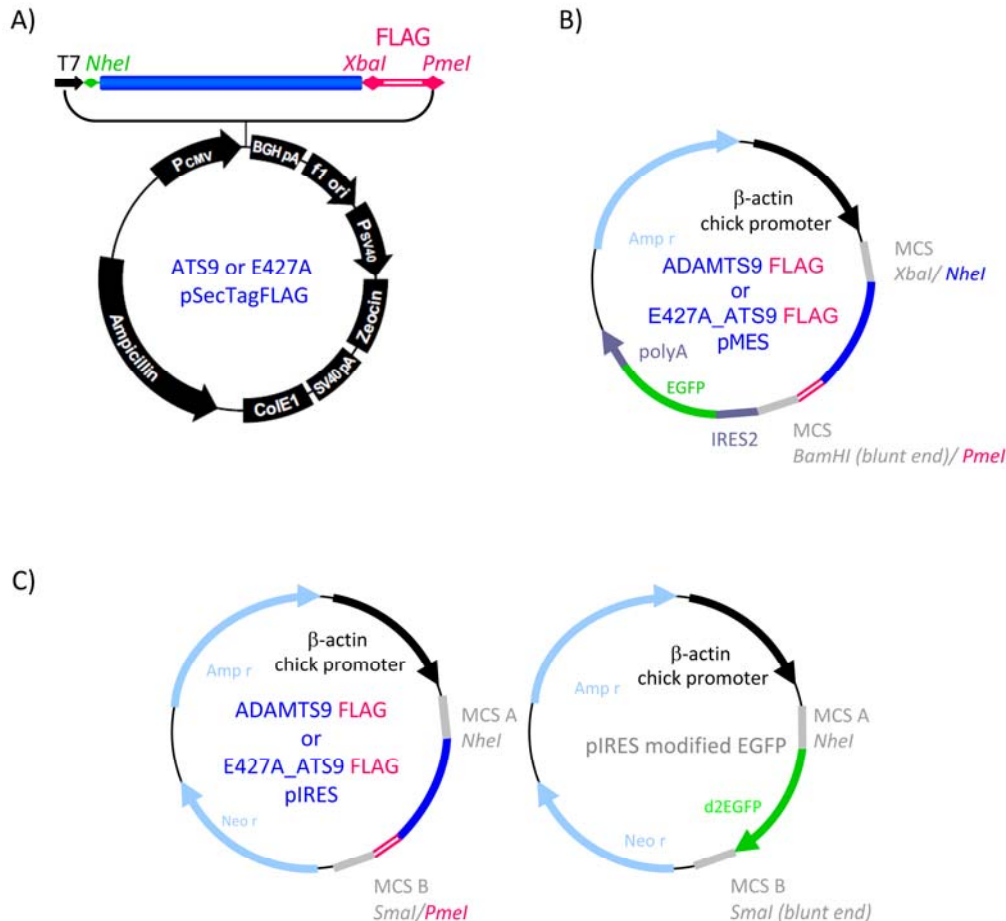 A)
FLAG
T7 NheI XbaI PmeI
PCMV
BGH pA
f1 ori
PSV40
Zeocin
SV40 pA
ColE1
Ampicillin
ATS9 or E427A
pSecTagFLAG
B)
β-actin
chick promoter
Amp r
MCS
XbaI/ NheI
ADAMTS9 FLAG
or
E427A_ATS9 FLAG
pMES
polyA
EGFP
IRES2
MCS
BamHI (blunt end)/ PmeI
C)
β-actin
chick promoter
Amp r
MCS A
NheI
ADAMTS9 FLAG
or
E427A_ATS9 FLAG
pIRES
Neo r
MCS B
SmaI/PmeI
β-actin
chick promoter
Amp r
MCS A
NheI
pIRES modified EGFP
d2EGFP
Neo r
MCS B
SmaI (blunt end)